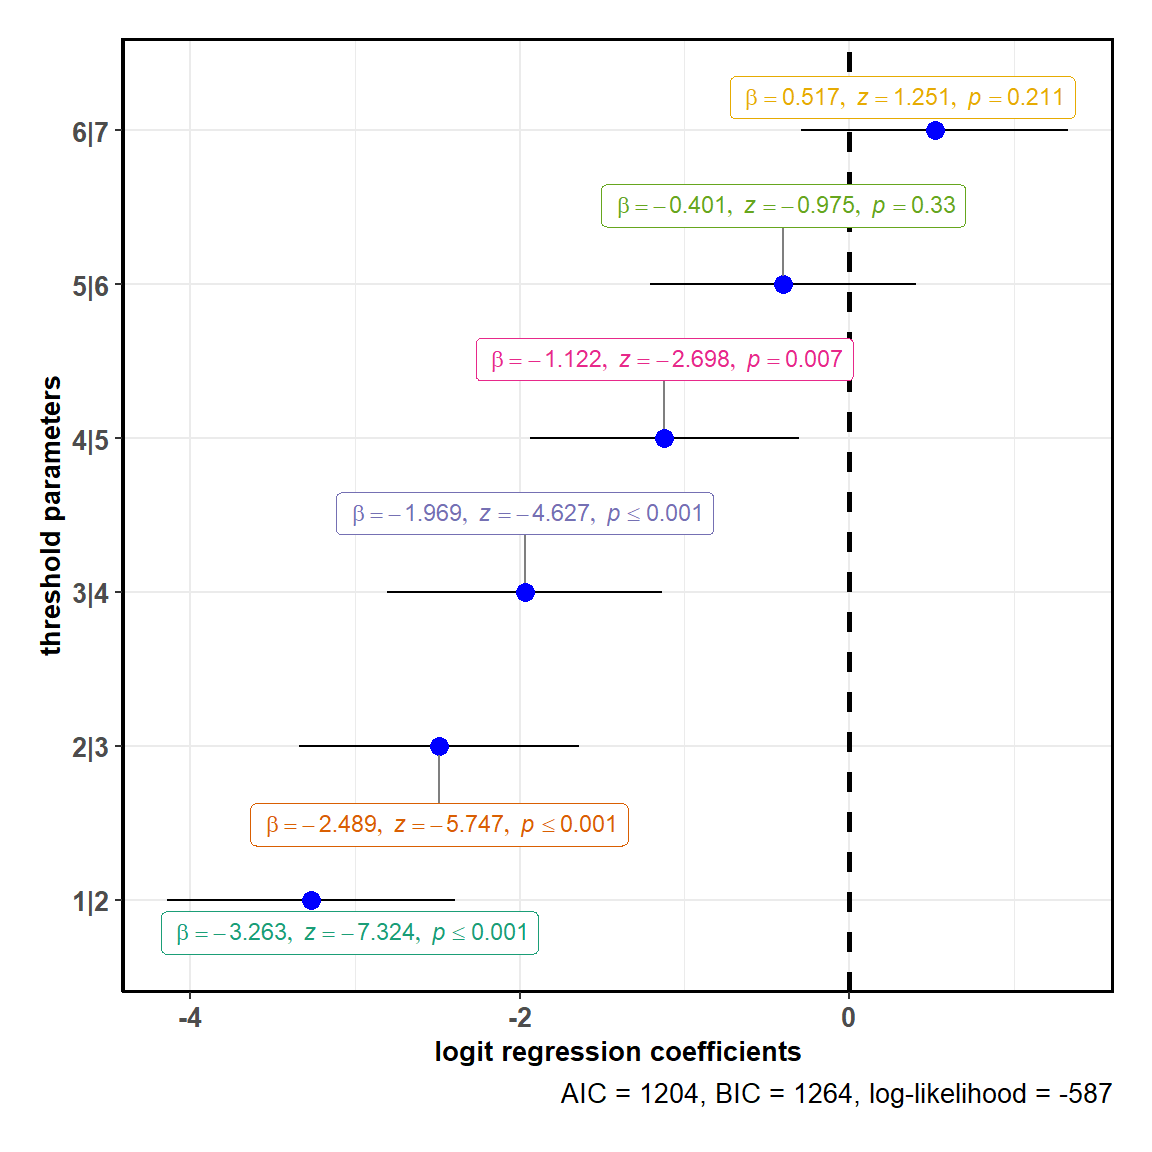 β = 0.517, z = 1.251, p = 0.211
6|7
β = −0.401, z = −0.975, p = 0.33
5|6
β = −1.122, z = −2.698, p = 0.007
4|5
threshold parameters
β = −1.969, z = −4.627, p ≤ 0.001
3|4
2|3
β = −2.489, z = −5.747, p ≤ 0.001
1|2
β = −3.263, z = −7.324, p ≤ 0.001
-4 -2 0
logit regression coefficients
AIC = 1204, BIC = 1264, log-likelihood = -587